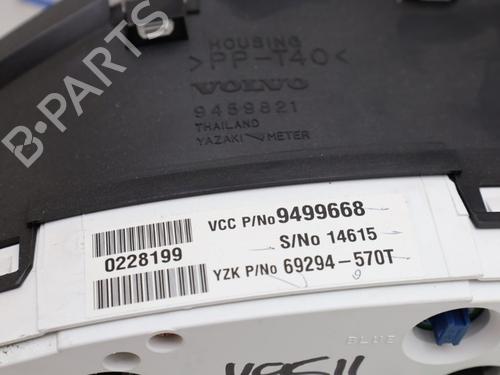 HOUSING
>PP-T40<
VOLVO
9459821
THAILAND
YAZAKI METER
VCC P/No 9499668
S/No 14615
0228199
YZK P/No 69294-570T
BLUE
B-Parts